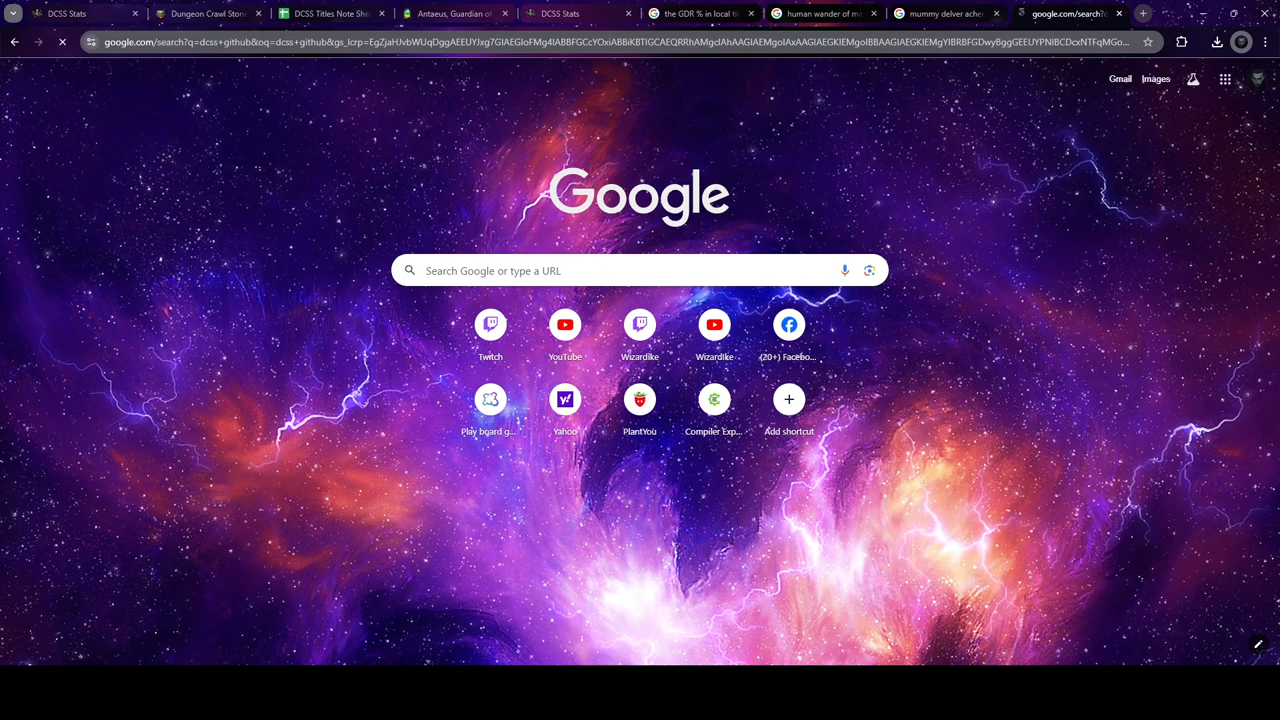 DCSS Stats
Dungeon Crawl Stone
DCSS Titles Note She
Antaeus, Guardian of
DCSS Stats
the GDR % in local ti
human wander of ma
mummy delver ache
google.com/search?q
google.com/search?q=dcss+github&oq=dcss+github&gs_lcrp=
Gmail Images
Google
Search Google or type a URL
Twitch YouTube Wizardike Wizardike (20+) Facebo...
Play board g... Yahoo PlantYou Compiler Exp... Add shortcut